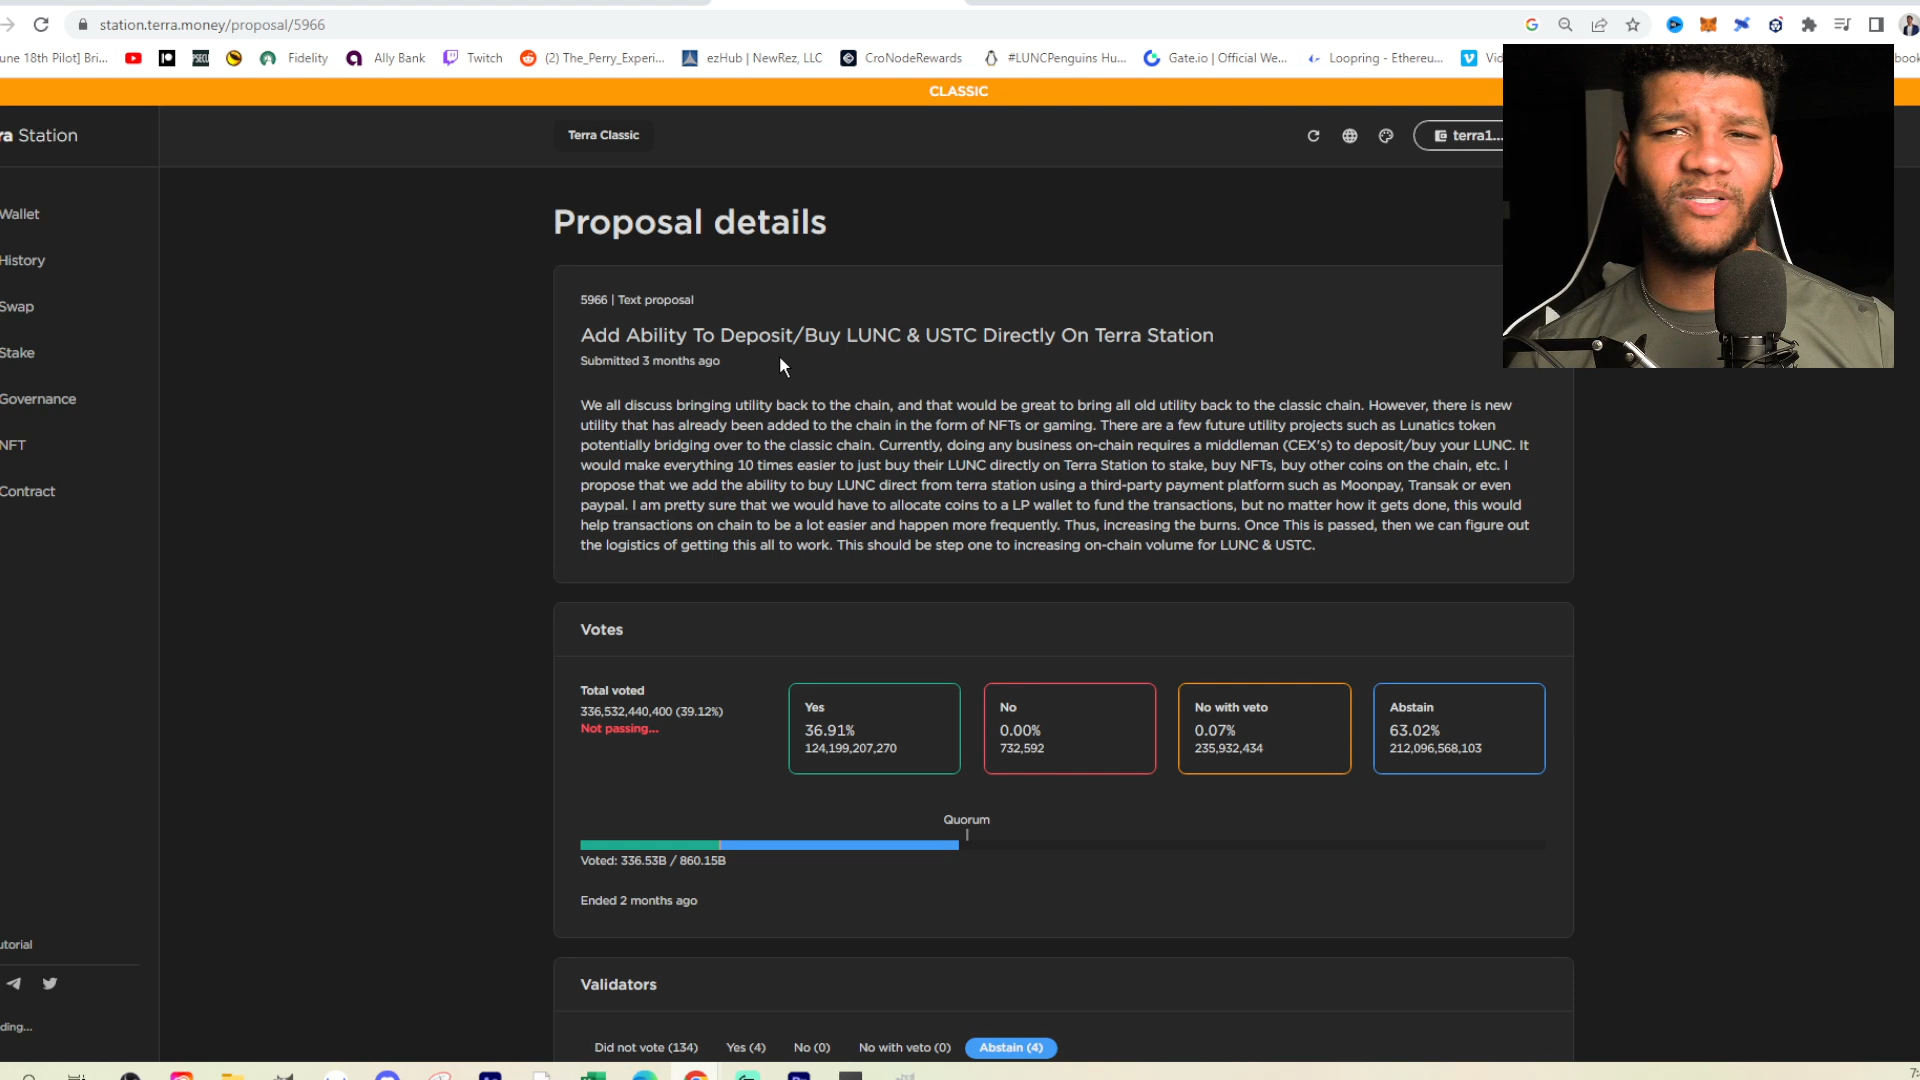 station.terra.money/proposal/5966
une 18th Pilot] Bri...
Fidelity
Ally Bank
Twitch
(2) The_Perry_Experi...
ezHub | NewRez, LLC
CroNodeRewards
#LUNCPenguins Hu...
Gate.io | Official We...
Loopring - Ethereu...
Vid
book
CLASSIC
ra Station
Terra Classic
terra1...
Wallet
History
Swap
Stake
Governance
NFT
Contract
Proposal details
5966 | Text proposal
Add Ability To Deposit/Buy LUNC & USTC Directly On Terra Station
Submitted 3 months ago
We all discuss bringing utility back to the chain, and that would be great to bring all old utility back to the classic chain. However, there is new
utility that has already been added to the chain in the form of NFTs or gaming. There are a few future utility projects such as Lunatics token
potentially bridging over to the classic chain. Currently, doing any business on-chain requires a middleman (CEX's) to deposit/buy your LUNC. It
would make everything 10 times easier to just buy their LUNC directly on Terra Station to stake, buy NFTs, buy other coins on the chain, etc. I
propose that we add the ability to buy LUNC direct from terra station using a third-party payment platform such as Moonpay, Transak or even
paypal. I am pretty sure that we would have to allocate coins to a LP wallet to fund the transactions, but no matter how it gets done, this would
help transactions on chain to be a lot easier and happen more frequently. Thus, increasing the burns. Once This is passed, then we can figure out
the logistics of getting this all to work. This should be step one to increasing on-chain volume for LUNC & USTC.
Votes
Total voted
336,532,440,400 (39.12%)
Not passing...
Yes
36.91%
124,199,207,270
No
0.00%
732,592
No with veto
0.07%
235,932,434
Abstain
63.02%
212,096,568,103
Quorum
Voted: 336.53B / 860.15B
Ended 2 months ago
Validators
Did not vote (134)
Yes (4)
No (0)
No with veto (0)
Abstain (4)
utorial
ding...
7: